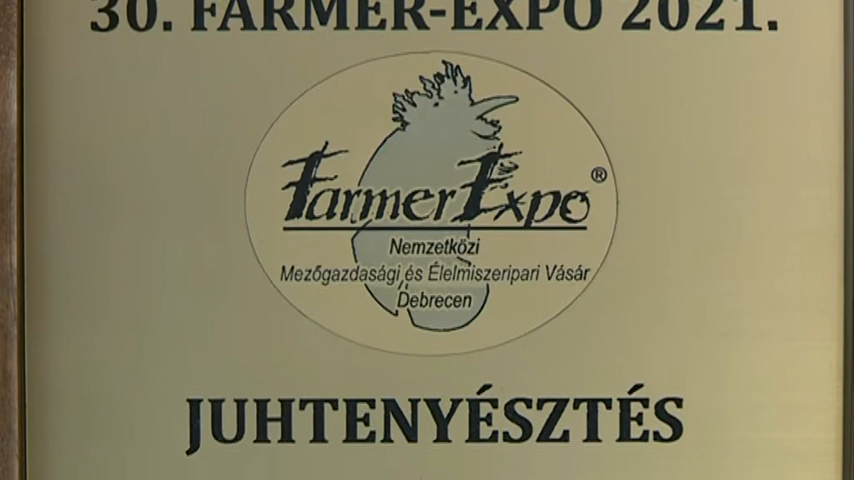 30. FARMER-EXPO 2021.
FarmerExpo®
Nemzetközi
Mezőgazdasági és Élelmiszeripari Vásár
Debrecen
JUHTENYÉSZTÉS